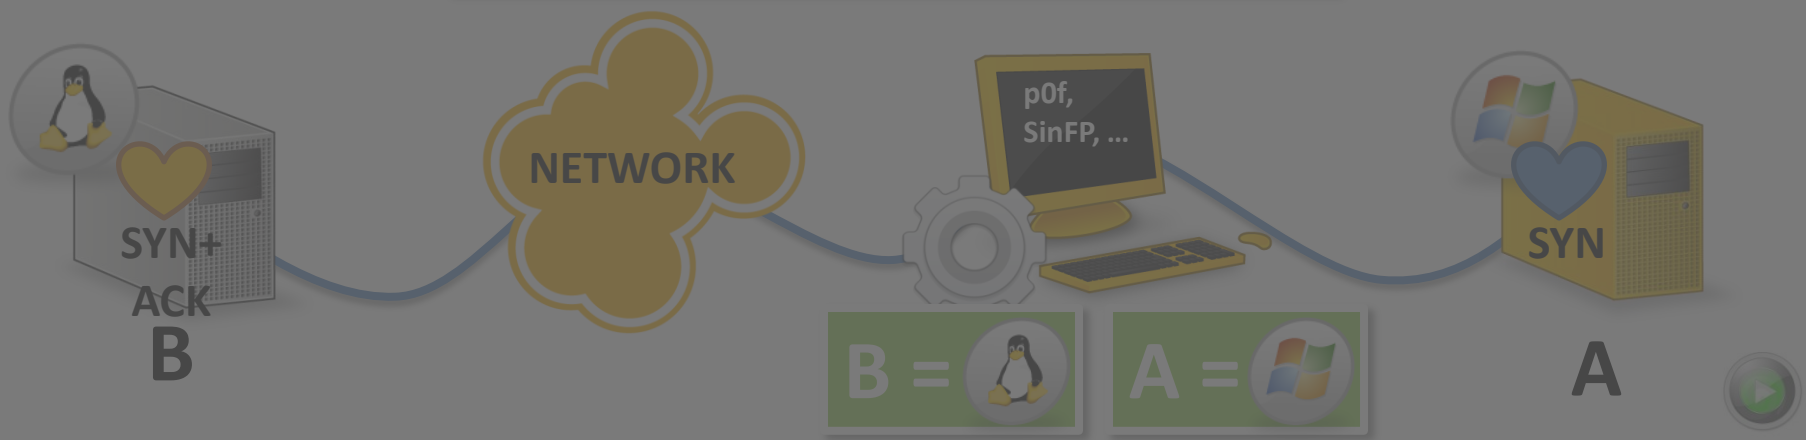 p0f,
SinFP, ...
NETWORK
SYN+
ACK
SYN
B
A
B =
A =